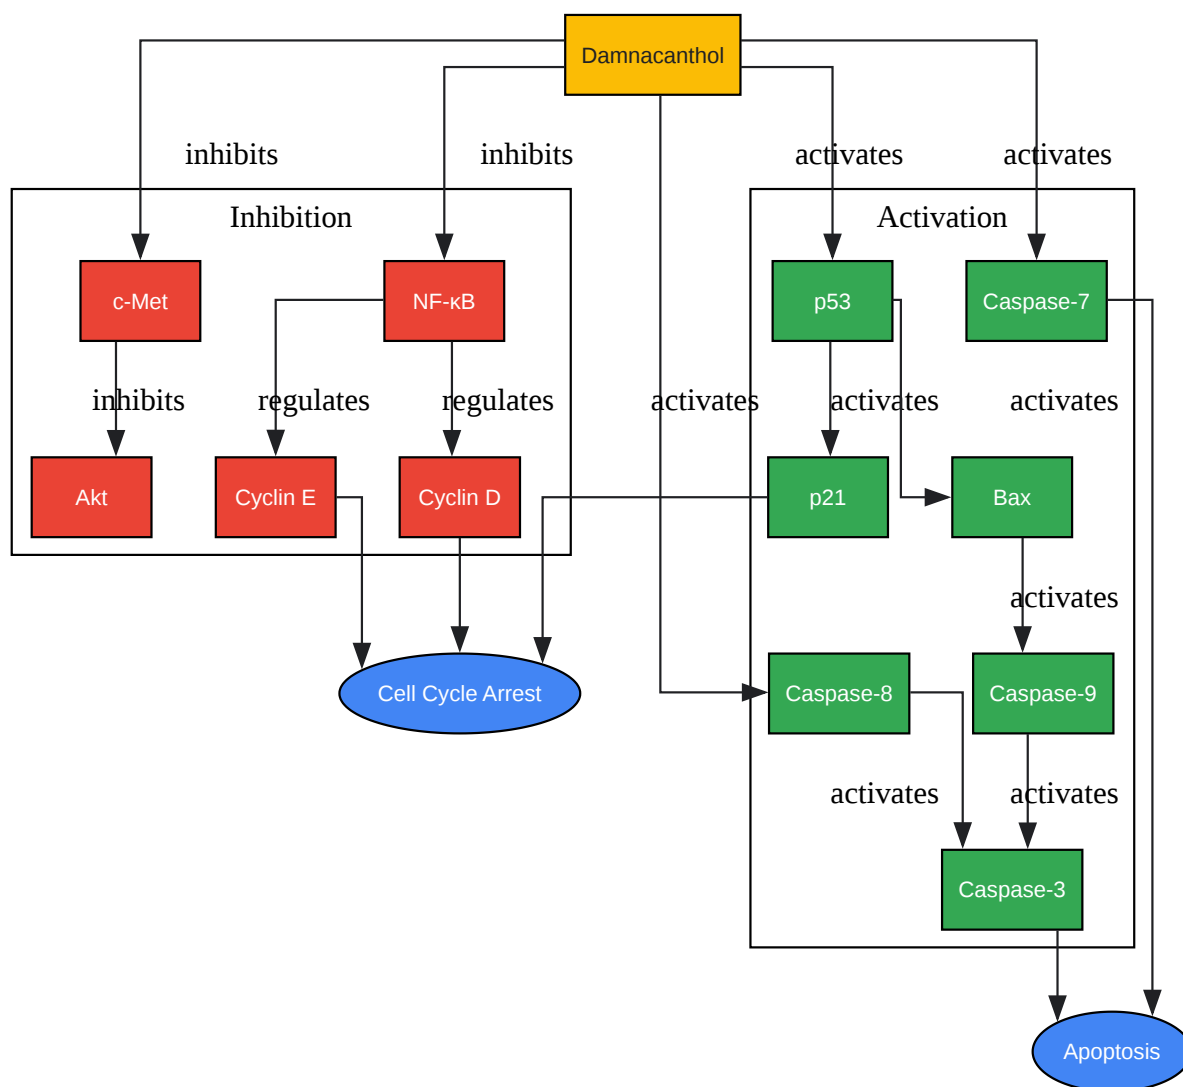 Damnacanthol
inhibits
inhibits
activates
activates
Inhibition
Activation
c-Met
NF-κB
p53
Caspase-7
inhibits
regulates
regulates
activates
activates
activates
Akt
Cyclin E
Cyclin D
p21
Bax
activates
Cell Cycle Arrest
Caspase-8
Caspase-9
activates
activates
Caspase-3
Apoptosis